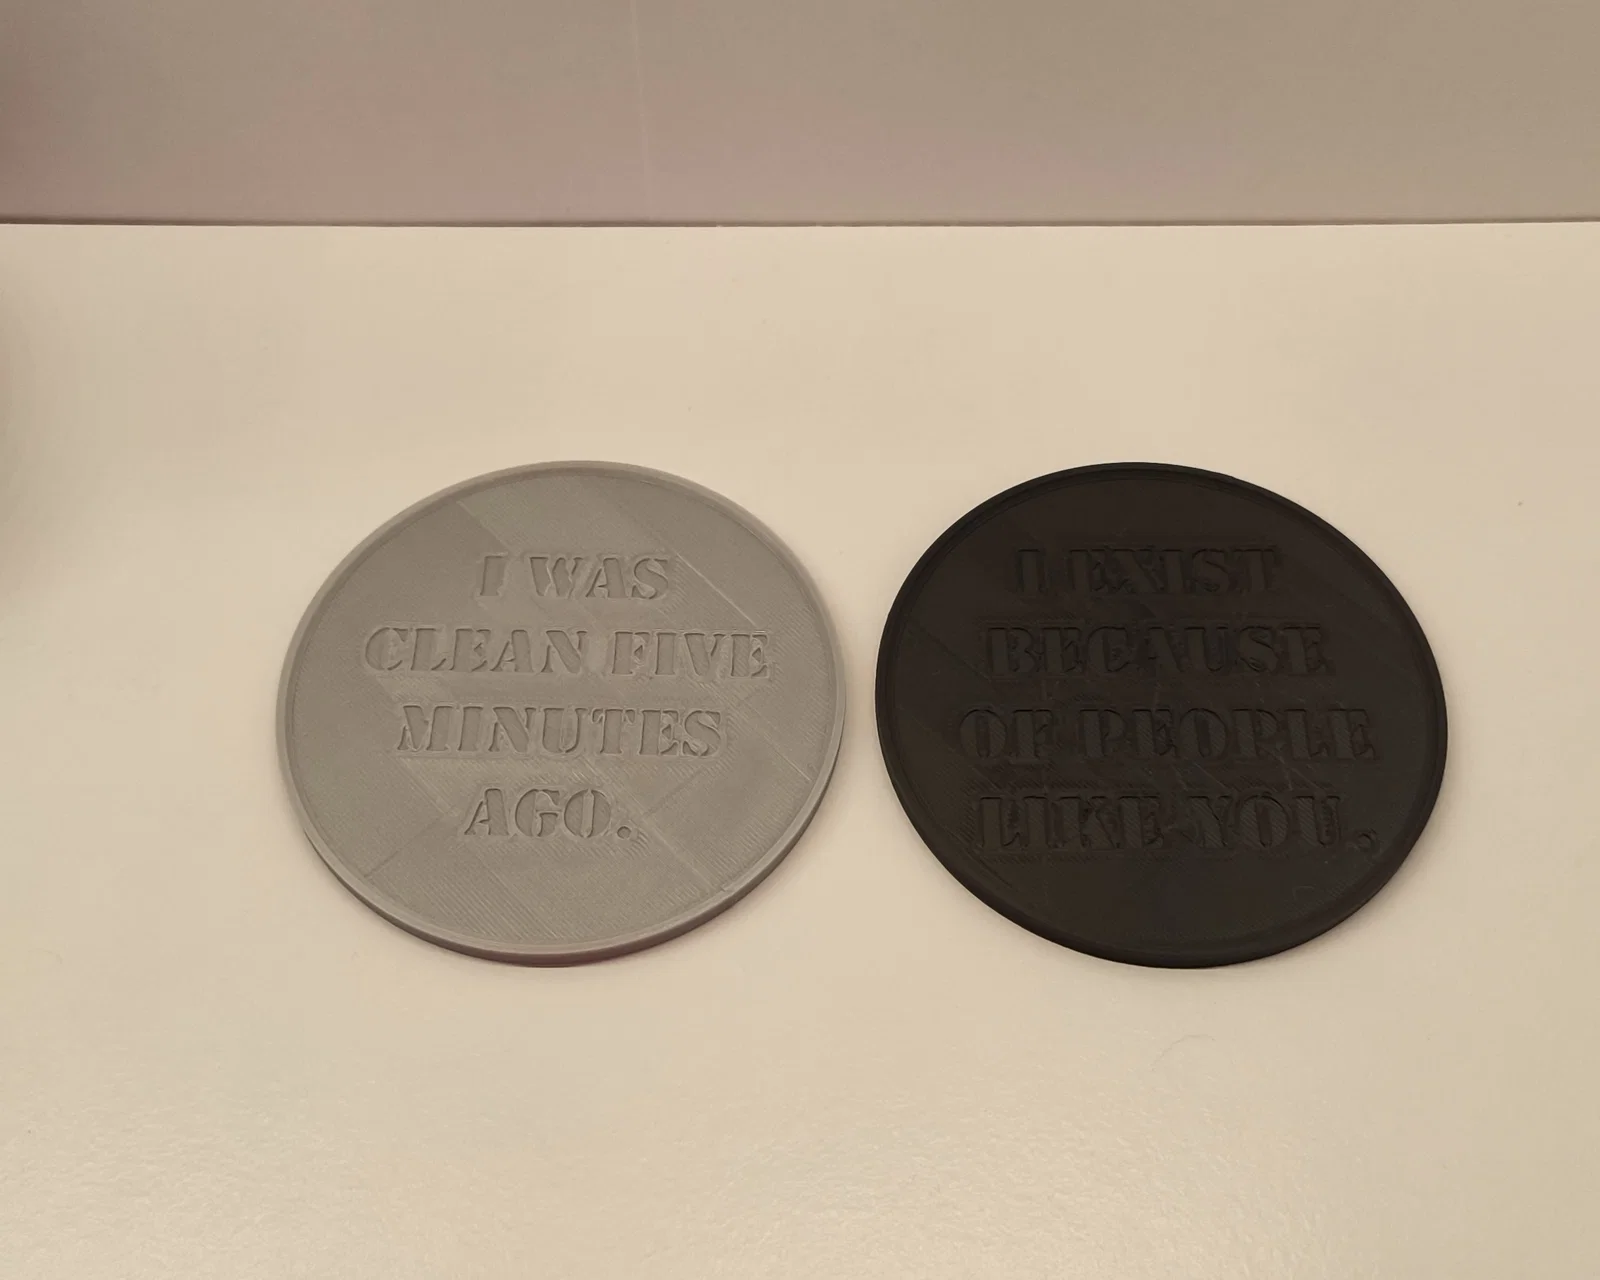 I WAS
CLEAN FIVE
MINUTES
AGO.
I EXIST
BECAUSE
OF PEOPLE
LIKE YOU.